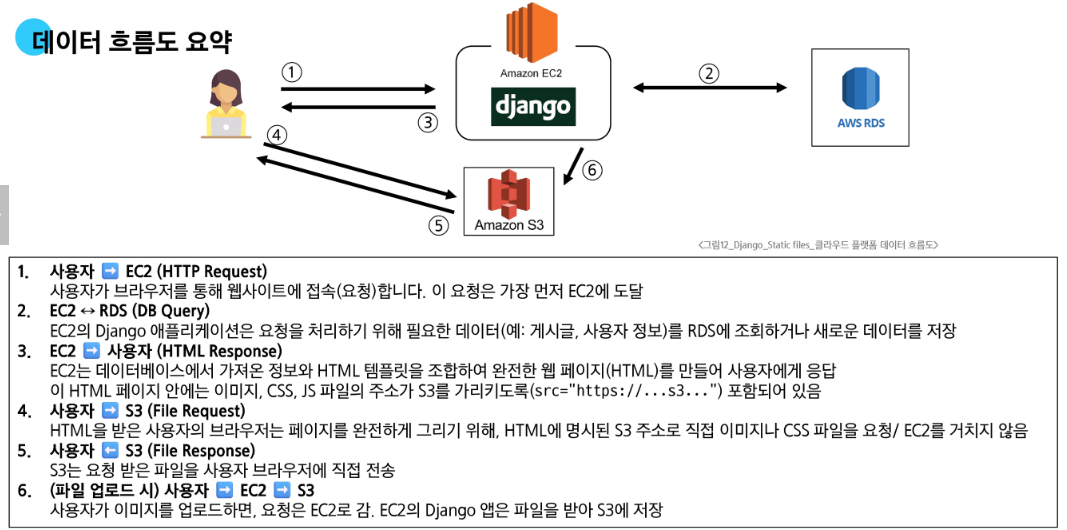 데이터 흐름도 요약
①
Amazon EC2
django
②
AWS RDS
③
④
⑥
⑤
Amazon S3
<그림12_Django_Static files_클라우드 플랫폼 데이터 흐름도>
1. 사용자 ➡ EC2 (HTTP Request)
사용자가 브라우저를 통해 웹사이트에 접속(요청)합니다. 이 요청은 가장 먼저 EC2에 도달
2. EC2 ↔ RDS (DB Query)
EC2의 Django 애플리케이션은 요청을 처리하기 위해 필요한 데이터(예: 게시글, 사용자 정보)를 RDS에 조회하거나 새로운 데이터를 저장
3. EC2 ➡ 사용자 (HTML Response)
EC2는 데이터베이스에서 가져온 정보와 HTML 템플릿을 조합하여 완전한 웹 페이지(HTML)를 만들어 사용자에게 응답
이 HTML 페이지 안에는 이미지, CSS, JS 파일의 주소가 S3를 가리키도록(src="https://...s3...") 포함되어 있음
4. 사용자 ➡ S3 (File Request)
HTML을 받은 사용자의 브라우저는 페이지를 완전하게 그리기 위해, HTML에 명시된 S3 주소로 직접 이미지나 CSS 파일을 요청/ EC2를 거치지 않음
5. 사용자 ⬅ S3 (File Response)
S3는 요청 받은 파일을 사용자 브라우저에 직접 전송
6. (파일 업로드 시) 사용자 ➡ EC2 ➡ S3
사용자가 이미지를 업로드하면, 요청은 EC2로 감. EC2의 Django 앱은 파일을 받아 S3에 저장